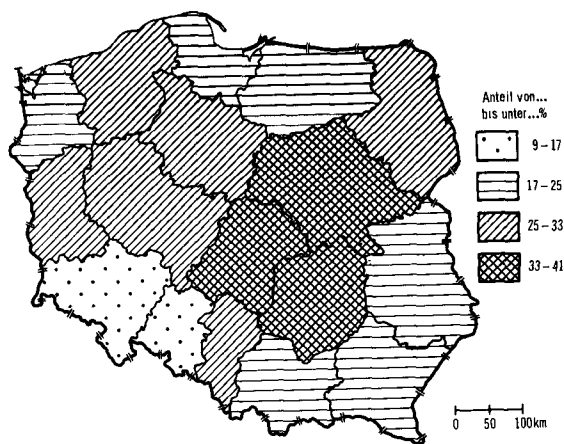 Anteil von...
bis unter...%
9-17
17-25
25-33
33-41
0 50 100km